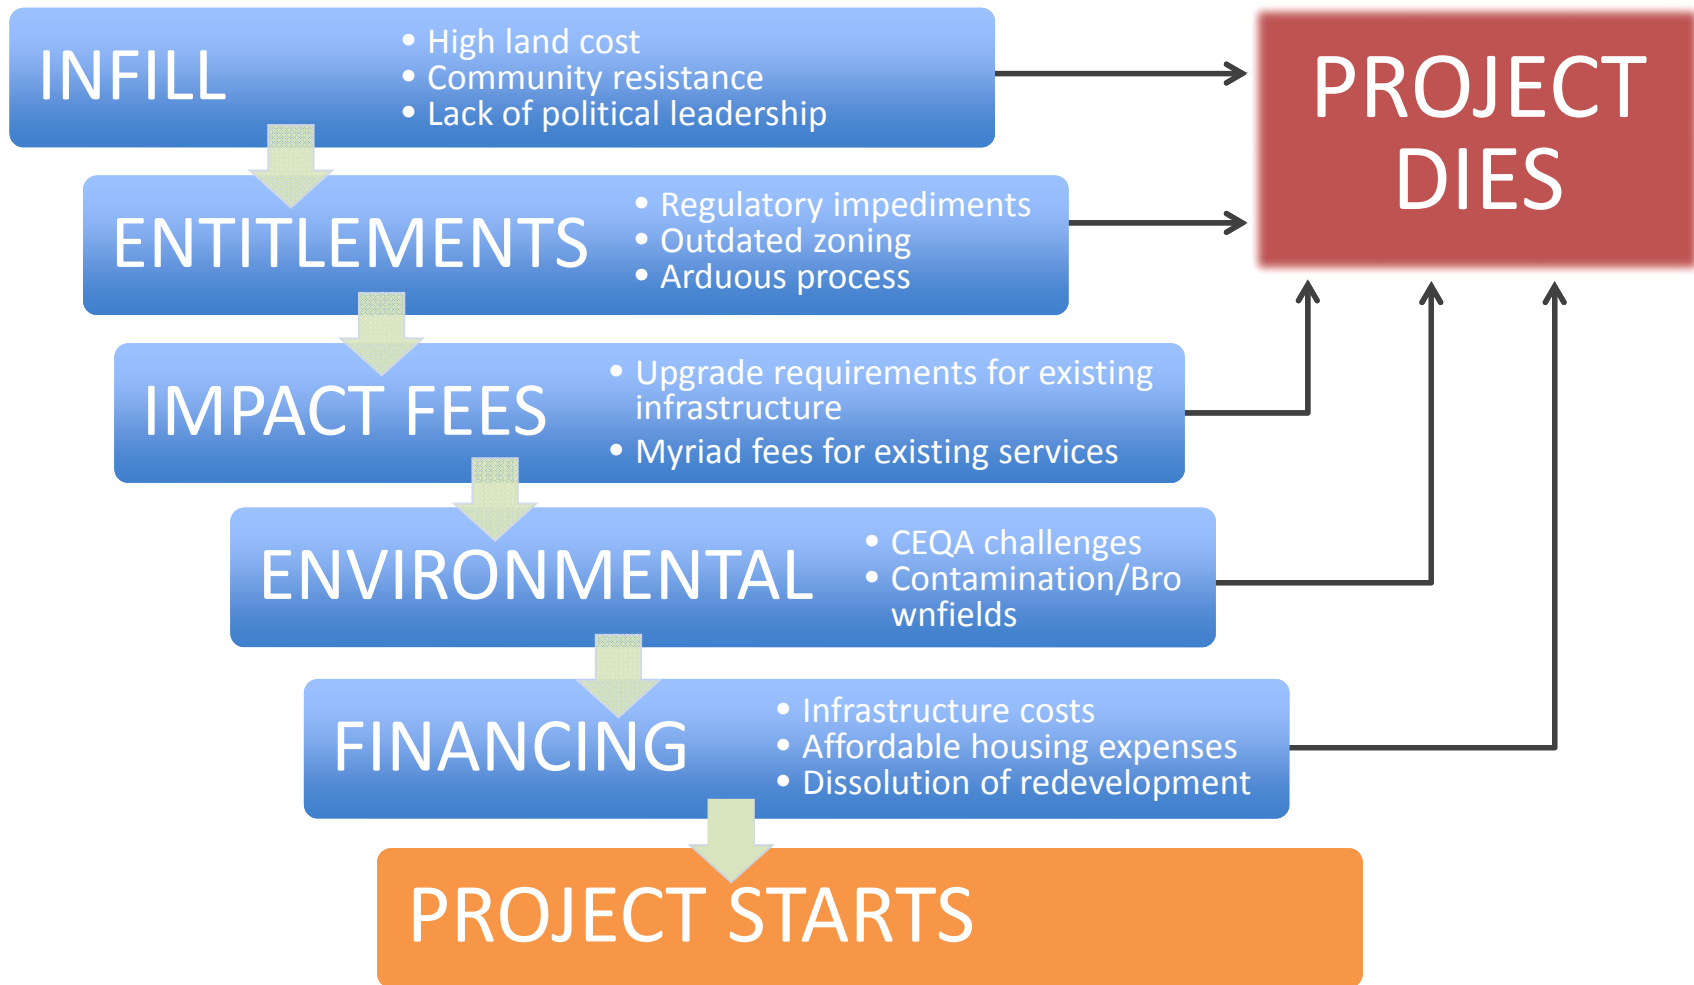 INFILL
• High land cost
• Community resistance
• Lack of political leadership
PROJECT
DIES
ENTITLEMENTS
• Regulatory impediments
• Outdated zoning
• Arduous process
IMPACT FEES
• Upgrade requirements for existing
infrastructure
• Myriad fees for existing services
ENVIRONMENTAL
• CEQA challenges
• Contamination/Bro
wnfields
FINANCING
• Infrastructure costs
• Affordable housing expenses
• Dissolution of redevelopment
PROJECT STARTS